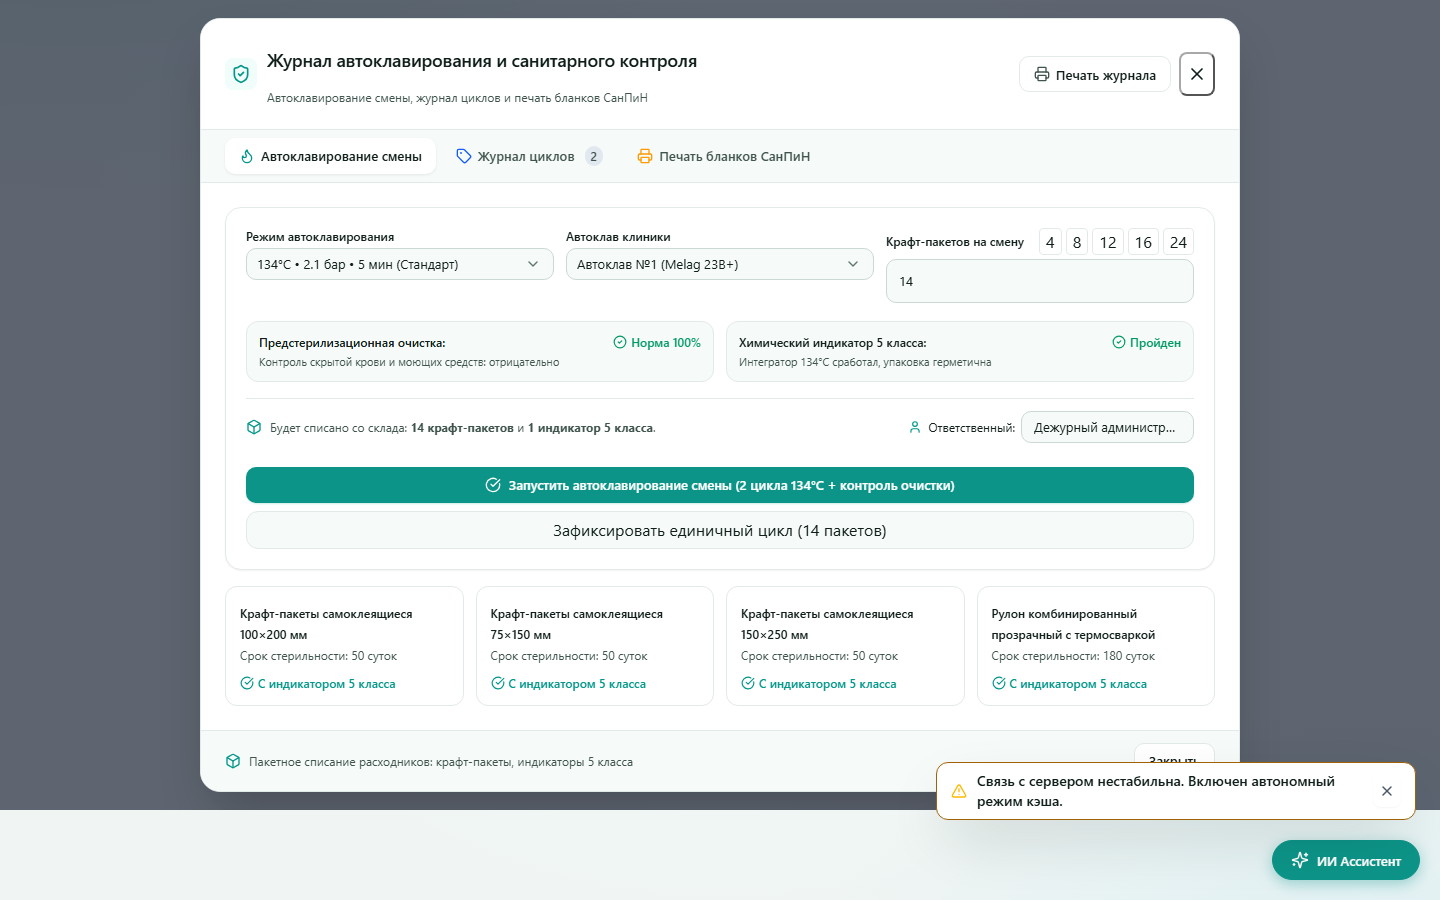 Журнал автоклавирования и санитарного контроля
Автоклавирование смены, журнал циклов и печать бланков СанПиН
Печать журнала
Автоклавирование смены
Журнал циклов 2
Печать бланков СанПиН
Режим автоклавирования
134°C • 2.1 бар • 5 мин (Стандарт)
Автоклав клиники
Автоклав №1 (Melag 23B+)
Крафт-пакетов на смену 4 8 12 16 24
14
Предстерилизационная очистка: Норма 100%
Контроль скрытой крови и моющих средств: отрицательно
Химический индикатор 5 класса: Пройден
Интегратор 134°C сработал, упаковка герметична
Будет списано со склада: 14 крафт-пакетов и 1 индикатор 5 класса.
Ответственный: Дежурный администр...
Запустить автоклавирование смены (2 цикла 134°C + контроль очистки)
Зафиксировать единичный цикл (14 пакетов)
Крафт-пакеты самоклеящиеся
100×200 мм
Срок стерильности: 50 суток
С индикатором 5 класса
Крафт-пакеты самоклеящиеся
75×150 мм
Срок стерильности: 50 суток
С индикатором 5 класса
Крафт-пакеты самоклеящиеся
150×250 мм
Срок стерильности: 50 суток
С индикатором 5 класса
Рулон комбинированный
прозрачный с термосваркой
Срок стерильности: 180 суток
С индикатором 5 класса
Пакетное списание расходников: крафт-пакеты, индикаторы 5 класса
Закрыть
Связь с сервером нестабильна. Включен автономный
режим кэша.
ИИ Ассистент